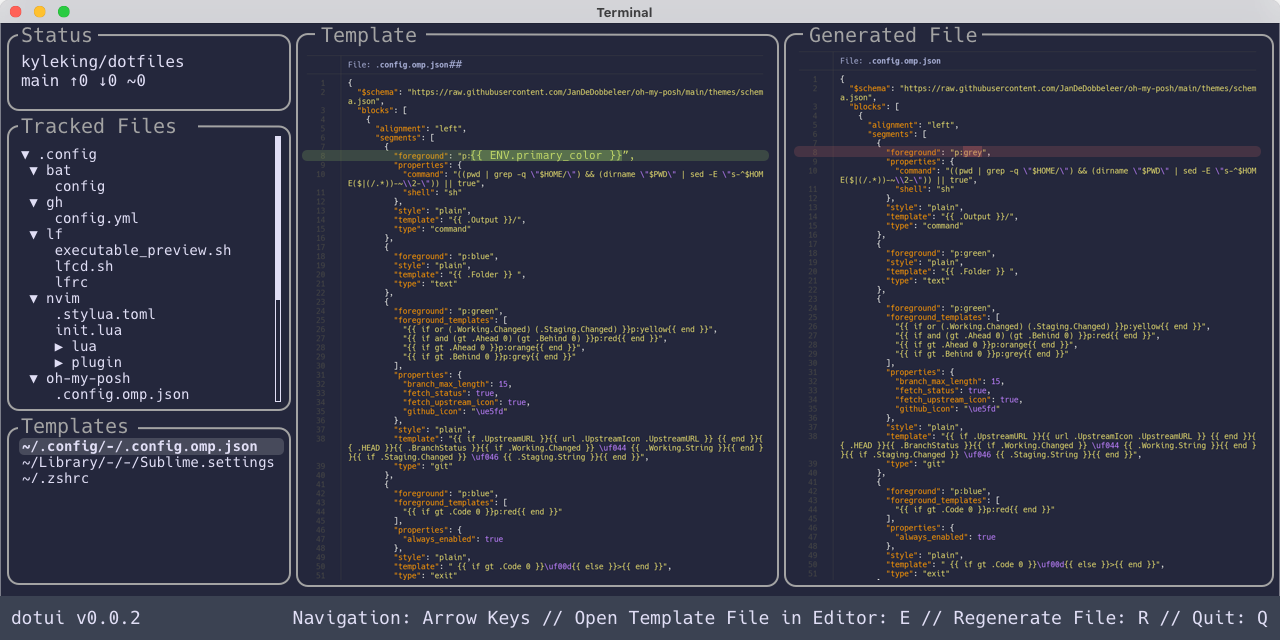 Terminal
Status
kyleking/dotfiles
main ↑0 ↓0 ~0
Tracked Files
▼ .config
▼ bat
config
▼ gh
config.yml
▼ lf
executable_preview.sh
lfcd.sh
lfrc
▼ nvim
.stylua.toml
init.lua
▶ lua
▶ plugin
▼ oh-my-posh
.config.omp.json
Templates
~/.config/-/.config.omp.json
~/Library/-/-/Sublime.settings
~/.zshrc
Template
File: .config.omp.json##
1 {
2 "$schema": "https://raw.githubusercontent.com/JanDeDobbeleer/oh-my-posh/main/themes/schem
a.json",
3 "blocks": [
4 {
5 "alignment": "left",
6 "segments": [
7 {
8 "foreground": "p:{{ ENV.primary_color }}",
9 "properties": {
10 "command": "((pwd | grep -q \"$HOME/\") && (dirname \"$PWD\" | sed -E \"s-^$HOM
E($|(/.*))-~\\2-\")) || true",
11 "shell": "sh"
12 },
13 "style": "plain",
14 "template": "{{ .Output }}/",
15 "type": "command"
16 },
17 {
18 "foreground": "p:blue",
19 "style": "plain",
20 "template": "{{ .Folder }} ",
21 "type": "text"
22 },
23 {
24 "foreground": "p:green",
25 "foreground_templates": [
26 "{{ if or (.Working.Changed) (.Staging.Changed) }}p:yellow{{ end }}",
27 "{{ if and (gt .Ahead 0) (gt .Behind 0) }}p:red{{ end }}",
28 "{{ if gt .Ahead 0 }}p:orange{{ end }}",
29 "{{ if gt .Behind 0 }}p:grey{{ end }}"
30 ],
31 "properties": {
32 "branch_max_length": 15,
33 "fetch_status": true,
34 "fetch_upstream_icon": true,
35 "github_icon": "\ue5fd"
36 },
37 "style": "plain",
38 "template": "{{ if .UpstreamURL }}{{ url .UpstreamIcon .UpstreamURL }} {{ end }}{
{ .HEAD }}{{ .BranchStatus }}{{ if .Working.Changed }} \uf044 {{ .Working.String }}{{ end }
}{{ if .Staging.Changed }} \uf046 {{ .Staging.String }}{{ end }}",
39 "type": "git"
40 },
41 {
42 "foreground": "p:blue",
43 "foreground_templates": [
44 "{{ if gt .Code 0 }}p:red{{ end }}"
45 ],
46 "properties": {
47 "always_enabled": true
48 },
49 "style": "plain",
50 "template": " {{ if gt .Code 0 }}\uf00d{{ else }}>{{ end }}",
51 "type": "exit"
Generated File
File: .config.omp.json
1 {
2 "$schema": "https://raw.githubusercontent.com/JanDeDobbeleer/oh-my-posh/main/themes/schem
a.json",
3 "blocks": [
4 {
5 "alignment": "left",
6 "segments": [
7 {
8 "foreground": "p:grey",
9 "properties": {
10 "command": "((pwd | grep -q \"$HOME/\") && (dirname \"$PWD\" | sed -E \"s-^$HOM
E($|(/.*))-~\\2-\")) || true",
11 "shell": "sh"
12 },
13 "style": "plain",
14 "template": "{{ .Output }}/",
15 "type": "command"
16 },
17 {
18 "foreground": "p:green",
19 "style": "plain",
20 "template": "{{ .Folder }} ",
21 "type": "text"
22 },
23 {
24 "foreground": "p:green",
25 "foreground_templates": [
26 "{{ if or (.Working.Changed) (.Staging.Changed) }}p:yellow{{ end }}",
27 "{{ if and (gt .Ahead 0) (gt .Behind 0) }}p:red{{ end }}",
28 "{{ if gt .Ahead 0 }}p:orange{{ end }}",
29 "{{ if gt .Behind 0 }}p:grey{{ end }}"
30 ],
31 "properties": {
32 "branch_max_length": 15,
33 "fetch_status": true,
34 "fetch_upstream_icon": true,
35 "github_icon": "\ue5fd"
36 },
37 "style": "plain",
38 "template": "{{ if .UpstreamURL }}{{ url .UpstreamIcon .UpstreamURL }} {{ end }}{
{ .HEAD }}{{ .BranchStatus }}{{ if .Working.Changed }} \uf044 {{ .Working.String }}{{ end }
}{{ if .Staging.Changed }} \uf046 {{ .Staging.String }}{{ end }}",
39 "type": "git"
40 },
41 {
42 "foreground": "p:blue",
43 "foreground_templates": [
44 "{{ if gt .Code 0 }}p:red{{ end }}"
45 ],
46 "properties": {
47 "always_enabled": true
48 },
49 "style": "plain",
50 "template": " {{ if gt .Code 0 }}\uf00d{{ else }}>{{ end }}",
51 "type": "exit"
dotui v0.0.2
Navigation: Arrow Keys // Open Template File in Editor: E // Regenerate File: R // Quit: Q